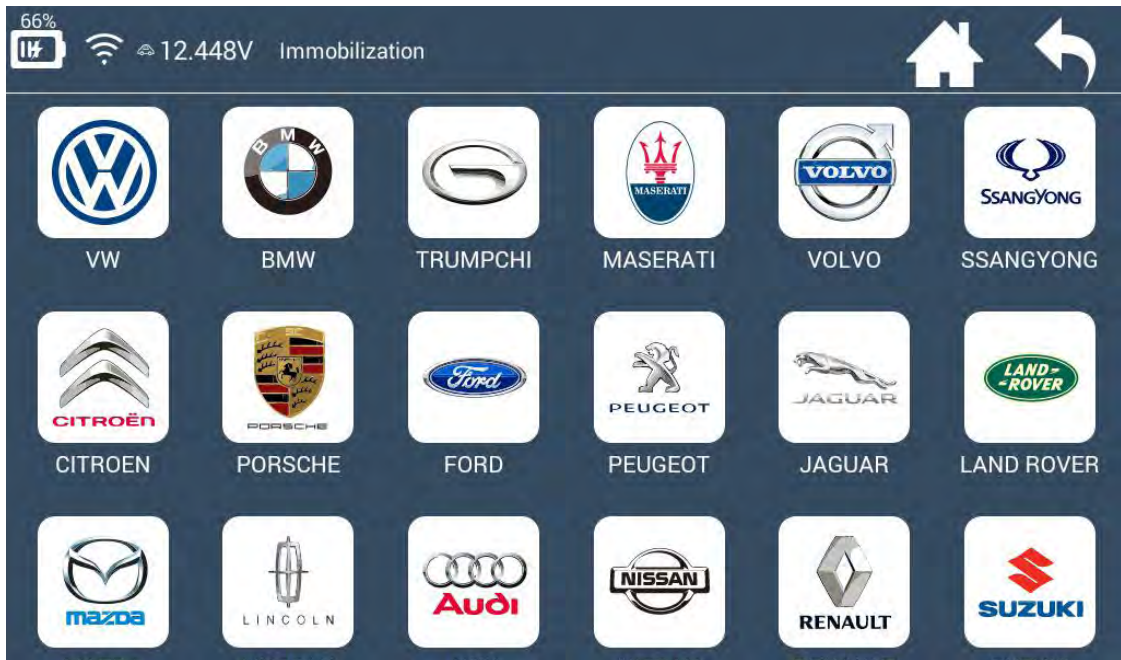 66%
12.448V Immobilization
BMW
MASERATI
VOLVO
SSANGYONG
VW BMW TRUMPCHI MASERATI VOLVO SSANGYONG
CITROËN
PORSCHE
Ford
PEUGEOT
JAGUAR
LAND-
-ROVER
CITROEN PORSCHE FORD PEUGEOT JAGUAR LAND ROVER
mazda
LINCOLN
Audi
NISSAN
RENAULT
SUZUKI